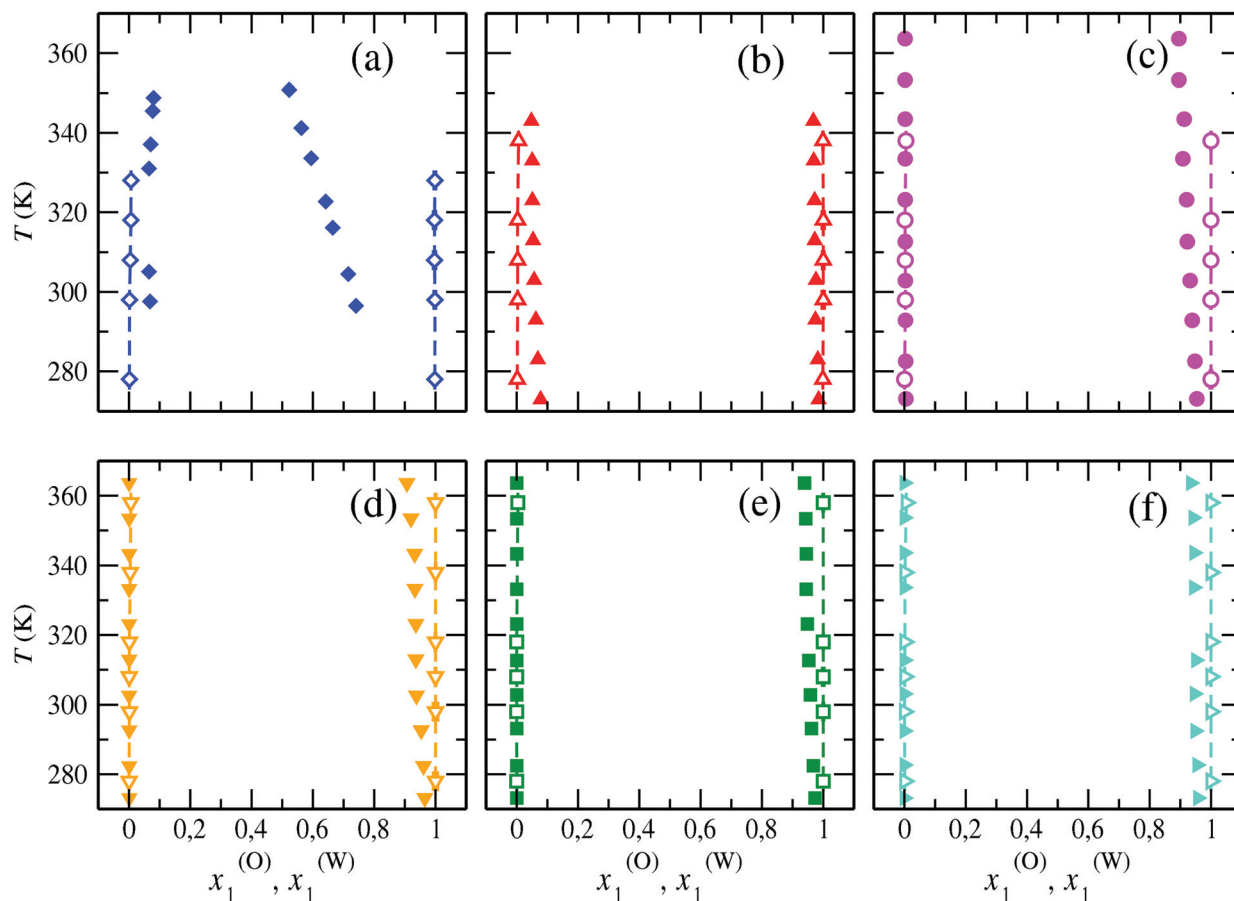 (a) (b) (c)
360
340
320
300
280
T (K)
(d) (e) (f)
360
340
320
300
280
T (K)
0 0,2 0,4 0,6 0,8 1 0 0,2 0,4 0,6 0,8 1 0 0,2 0,4 0,6 0,8 1
x₁⁽ᴼ⁾, x₁⁽ᵂ⁾ x₁⁽ᴼ⁾, x₁⁽ᵂ⁾ x₁⁽ᴼ⁾, x₁⁽ᵂ⁾